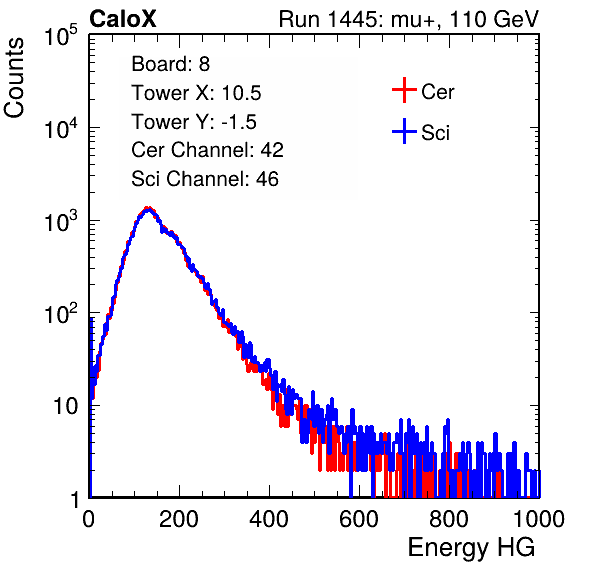 CaloX Run 1445: mu+, 110 GeV
Counts
10^5
10^4
10^3
10^2
10
1
Board: 8
Tower X: 10.5
Tower Y: -1.5
Cer Channel: 42
Sci Channel: 46
Cer
Sci
0 200 400 600 800 1000
Energy HG